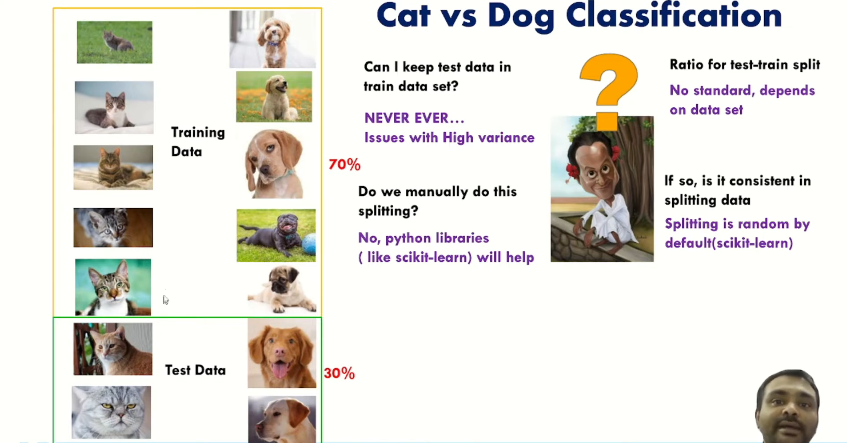 Cat vs Dog Classification
Training
Data
70%
Test Data
30%
Can I keep test data in
train data set?
NEVER EVER...
Issues with High variance
Do we manually do this
splitting?
No, python libraries
( like scikit-learn) will help
Ratio for test-train split
No standard, depends
on data set
If so, is it consistent in
splitting data
Splitting is random by
default(scikit-learn)
?